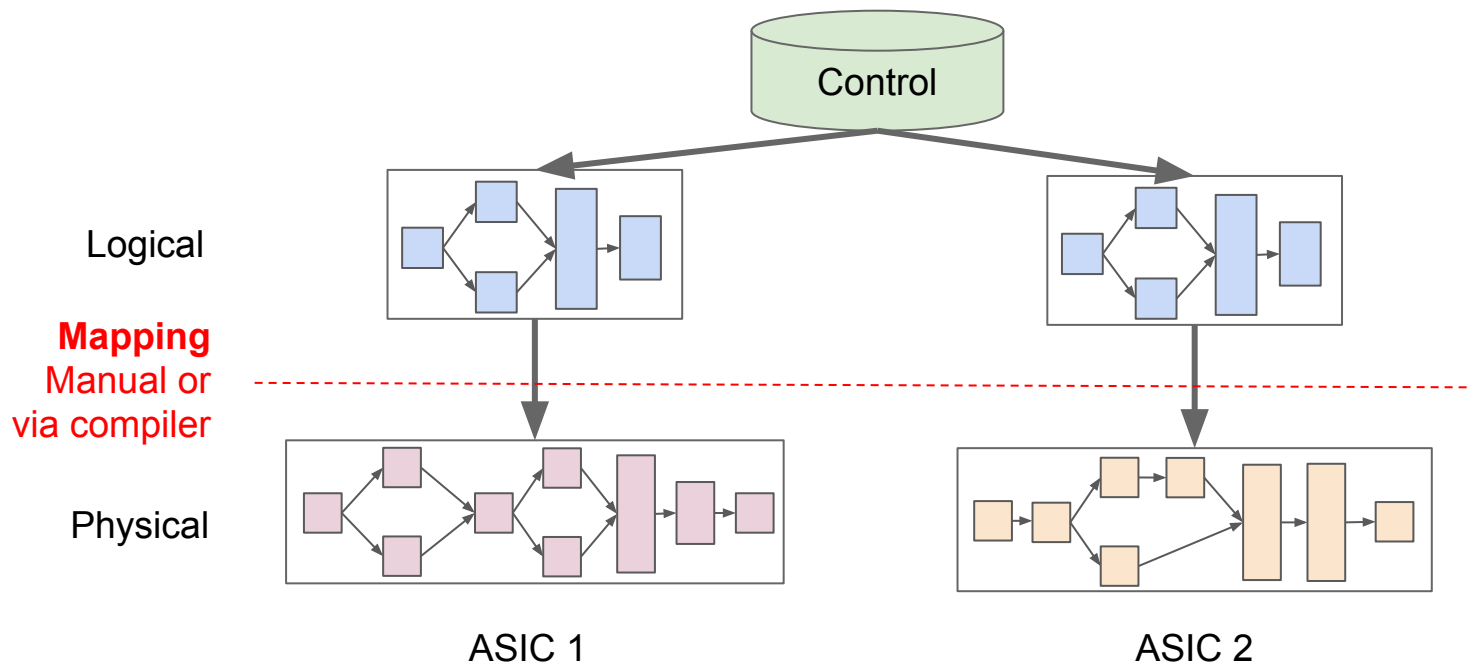 Control
Logical
Mapping
Manual or
via compiler
Physical
ASIC 1
ASIC 2